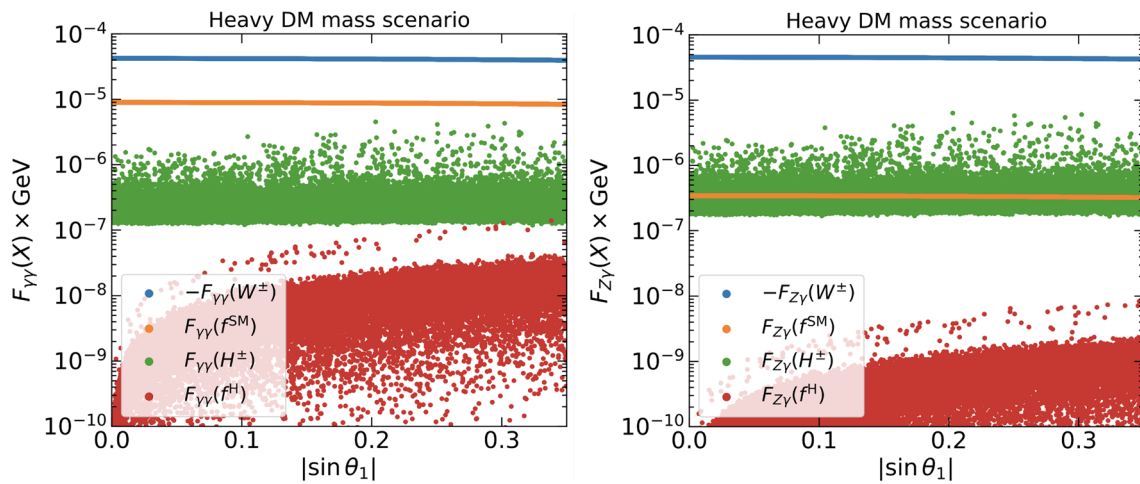 Heavy DM mass scenario
10⁻⁴
10⁻⁵
10⁻⁶
10⁻⁷
10⁻⁸
10⁻⁹
10⁻¹⁰
F_γγ(X) × GeV
−F_γγ(W^±)
F_γγ(f^SM)
F_γγ(H^±)
F_γγ(f^H)
0.0 0.1 0.2 0.3
|sin θ₁|
Heavy DM mass scenario
10⁻⁴
10⁻⁵
10⁻⁶
10⁻⁷
10⁻⁸
10⁻⁹
10⁻¹⁰
F_Zγ(X) × GeV
−F_Zγ(W^±)
F_Zγ(f^SM)
F_Zγ(H^±)
F_Zγ(f^H)
0.0 0.1 0.2 0.3
|sin θ₁|